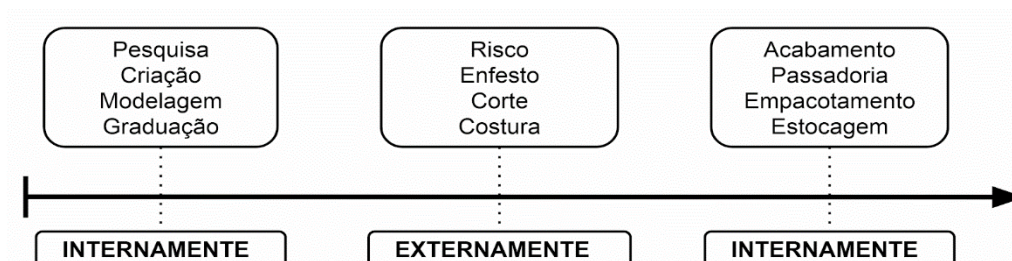 Pesquisa
Criação
Modelagem
Graduação
Risco
Enfesto
Corte
Costura
Acabamento
Passadoria
Empacotamento
Estocagem
INTERNAMENTE
EXTERNAMENTE
INTERNAMENTE